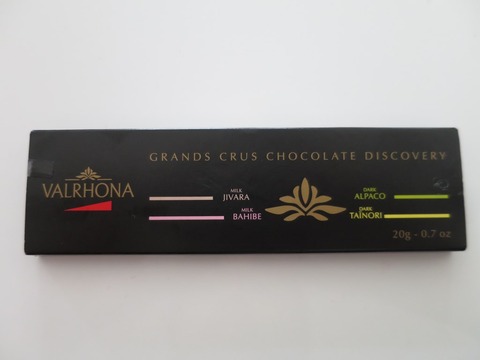 GRANDS CRUS CHOCOLATE DISCOVERY
VALRHONA
MILK
JIVARA
MILK
BAHIBE
DARK
ALPACO
DARK
TAÏNORI
20g - 0.7 oz